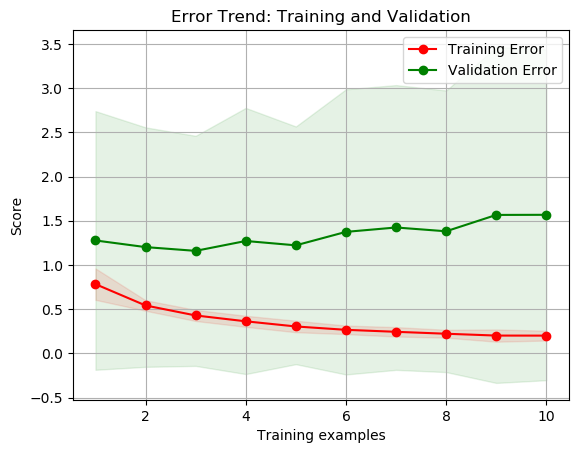 Error Trend: Training and Validation
Training Error
Validation Error
Score
3.5
3.0
2.5
2.0
1.5
1.0
0.5
0.0
−0.5
2
4
6
8
10
Training examples